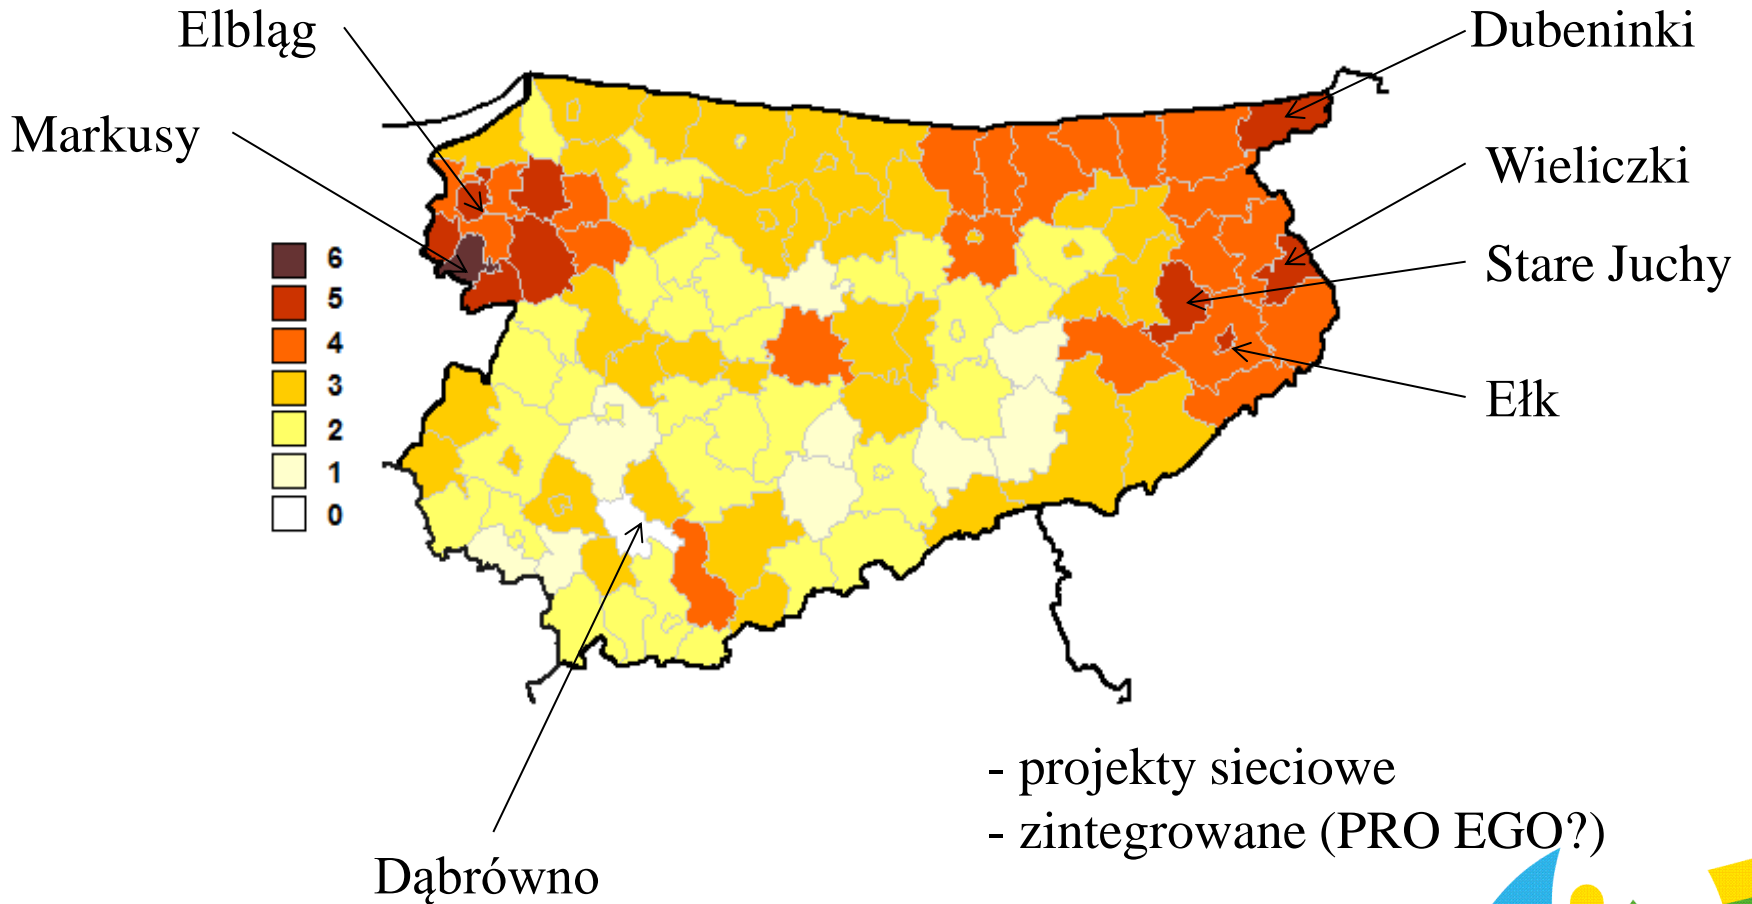 Elbląg
Dubeninki
Markusy
Wieliczki
Stare Juchy
6
5
4
3
2
1
0
Ełk
- projekty sieciowe
- zintegrowane (PRO EGO?)
Dąbrówno